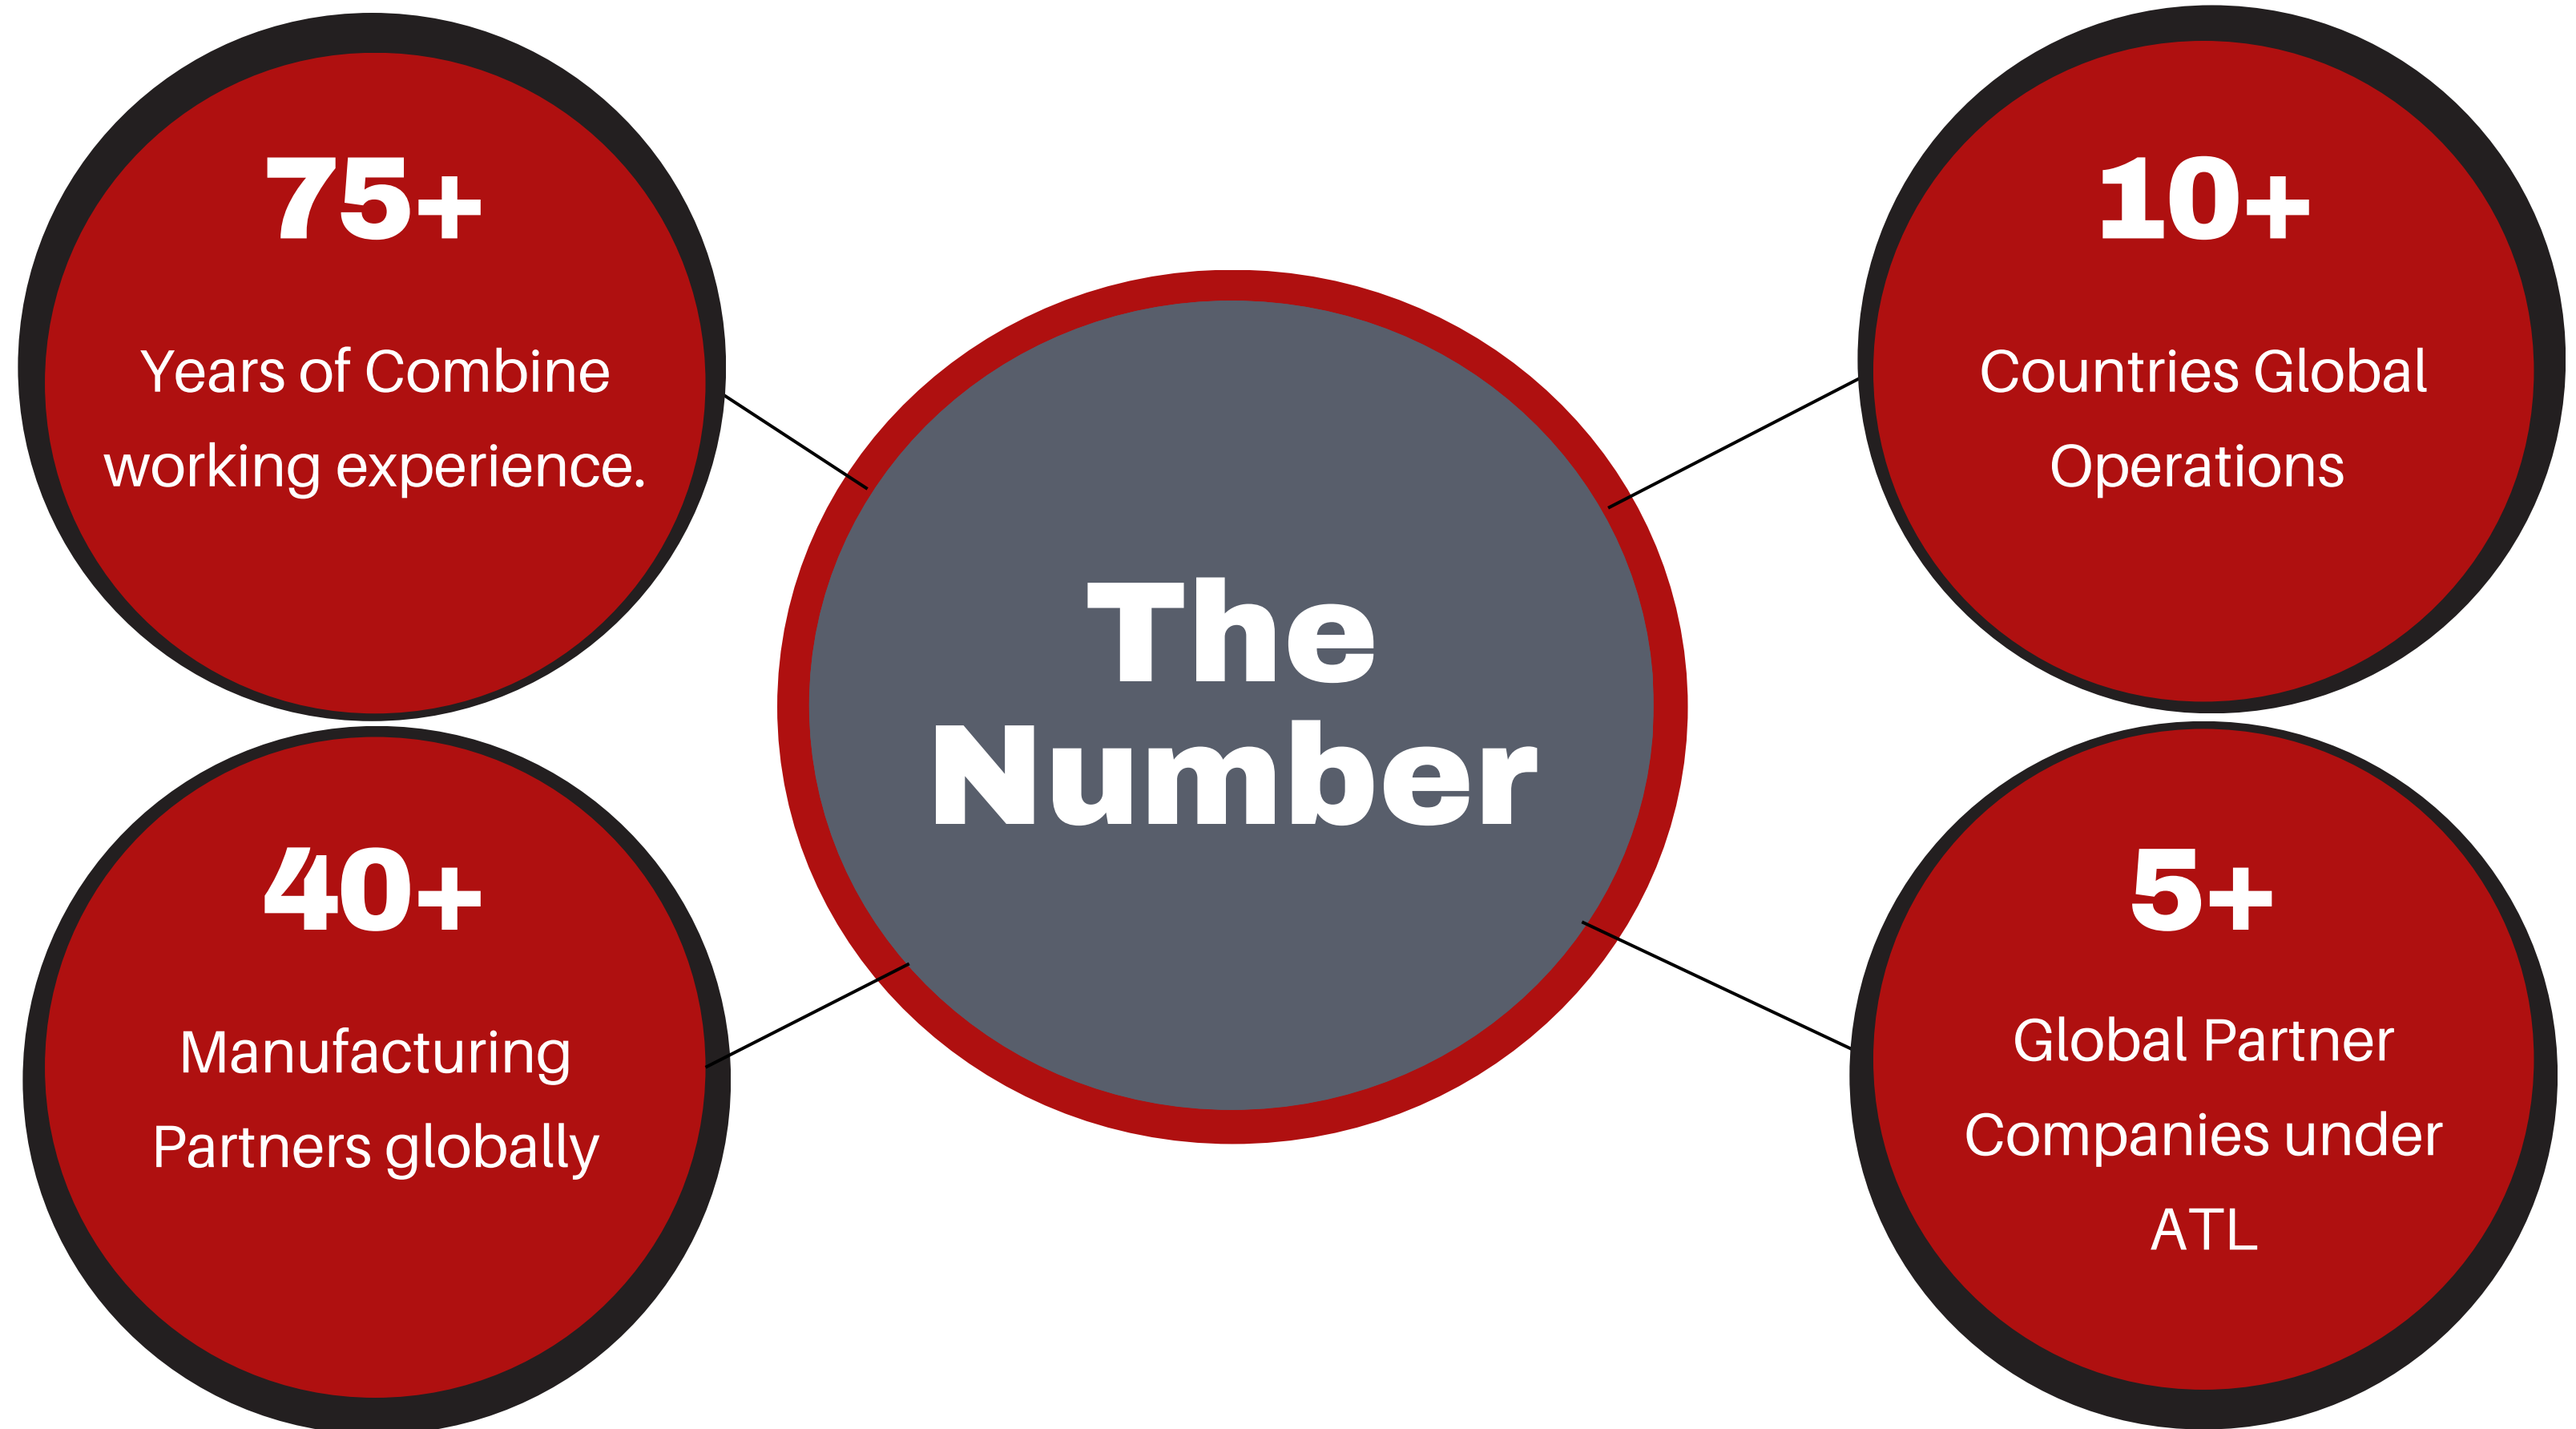 75+
Years of Combine
working experience.
40+
Manufacturing
Partners globally
The
Number
10+
Countries Global
Operations
5+
Global Partner
Companies under
ATL